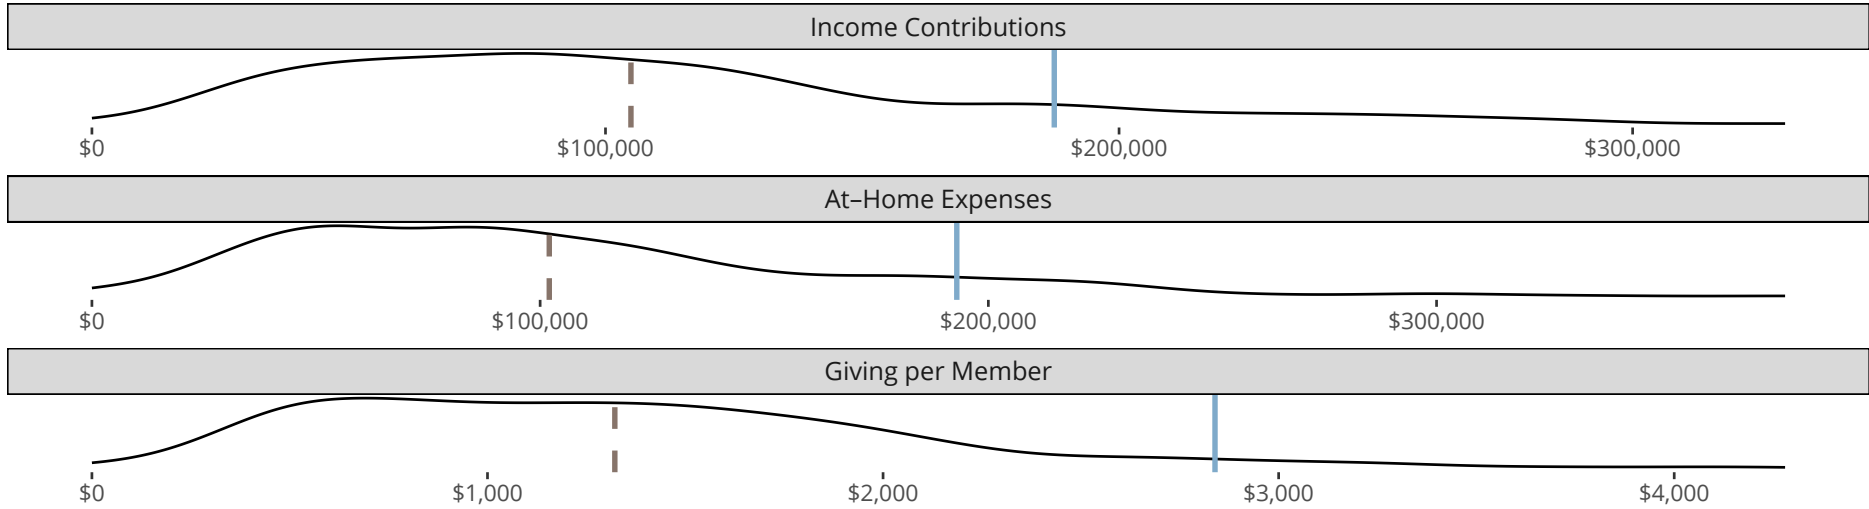 Income Contributions
$0 $100,000 $200,000 $300,000
At–Home Expenses
$0 $100,000 $200,000 $300,000
Giving per Member
$0 $1,000 $2,000 $3,000 $4,000